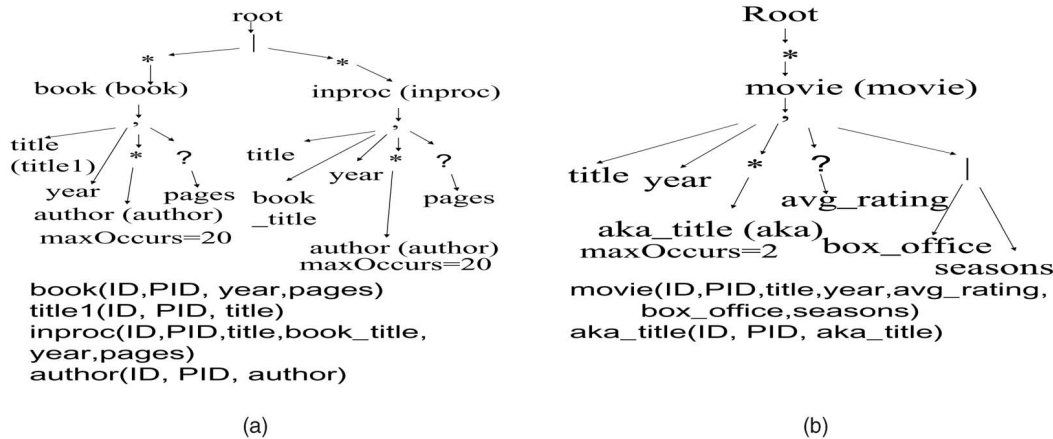 root
|
* *
book (book)
inproc (inproc)
,
,
title
(title1)
*
?
year
pages
author (author)
maxOccurs=20
title
book
_title
year
*
?
pages
author (author)
maxOccurs=20
book(ID,PID, year,pages)
title1(ID, PID, title)
inproc(ID,PID,title,book_title,
year,pages)
author(ID, PID, author)
(a)
Root
*
movie (movie)
,
title
year
*
?
|
avg_rating
aka_title (aka)
maxOccurs=2
box_office
seasons
movie(ID,PID,title,year,avg_rating,
box_office,seasons)
aka_title(ID, PID, aka_title)
(b)